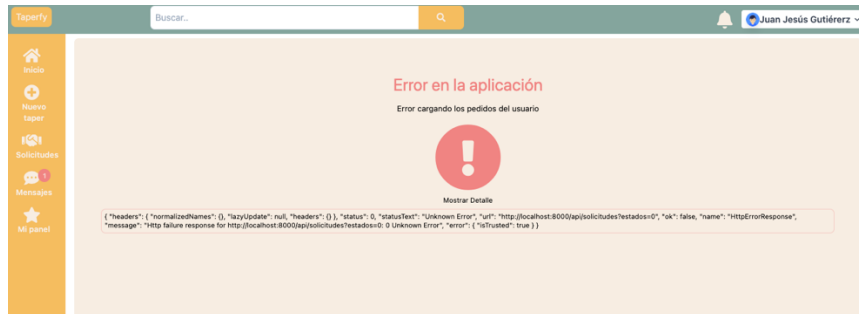 Taperfy
Buscar..
Juan Jesús Gutiérerz
Inicio
Nuevo
taper
Solicitudes
1
Mensajes
Mi panel
Error en la aplicación
Error cargando los pedidos del usuario
Mostrar Detalle
{ "headers": { "normalizedNames": {}, "lazyUpdate": null, "headers": {} }, "status": 0, "statusText": "Unknown Error", "url": "http://localhost:8000/api/solicitudes?estados=0", "ok": false, "name": "HttpErrorResponse",
"message": "Http failure response for http://localhost:8000/api/solicitudes?estados=0: 0 Unknown Error", "error": { "isTrusted": true } }